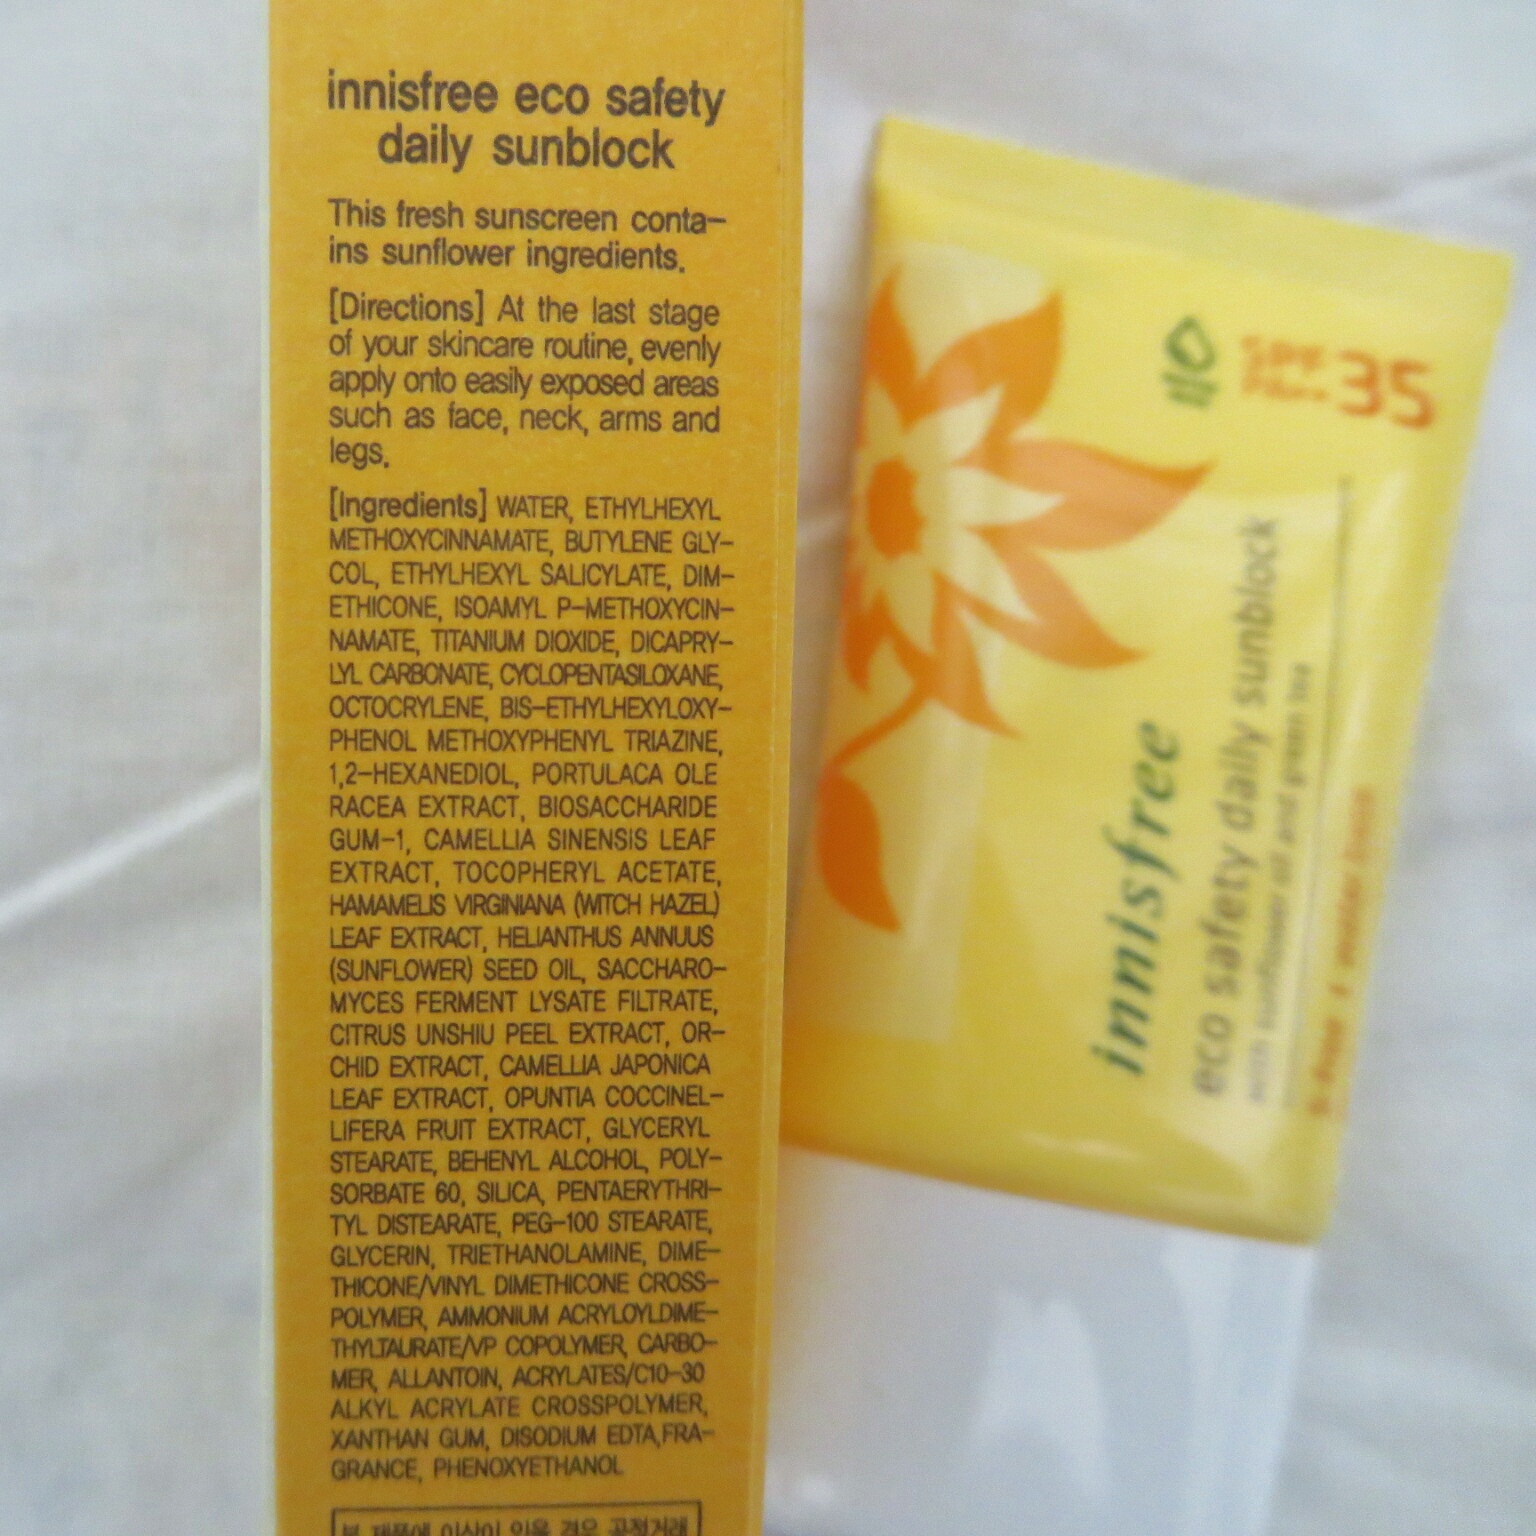 innisfree eco safety
daily sunblock
This fresh sunscreen conta-
ins sunflower ingredients.
[Directions] At the last stage
of your skincare routine, evenly
apply onto easily exposed areas
such as face, neck, arms and
legs.
[Ingredients] WATER, ETHYLHEXYL
METHOXYCINNAMATE, BUTYLENE GLY-
COL, ETHYLHEXYL SALICYLATE, DIM-
ETHICONE, ISOAMYL P-METHOXYCIN-
NAMATE, TITANIUM DIOXIDE, DICAPRY-
LYL CARBONATE, CYCLOPENTASILOXANE,
OCTOCRYLENE, BIS-ETHYLHEXYLOXY-
PHENOL METHOXYPHENYL TRIAZINE,
1,2-HEXANEDIOL, PORTULACA OLE
RACEA EXTRACT, BIOSACCHARIDE
GUM-1, CAMELLIA SINENSIS LEAF
EXTRACT, TOCOPHERYL ACETATE,
HAMAMELIS VIRGINIANA (WITCH HAZEL)
LEAF EXTRACT, HELIANTHUS ANNUUS
(SUNFLOWER) SEED OIL, SACCHARO-
MYCES FERMENT LYSATE FILTRATE,
CITRUS UNSHIU PEEL EXTRACT, OR-
CHID EXTRACT, CAMELLIA JAPONICA
LEAF EXTRACT, OPUNTIA COCCINEL-
LIFERA FRUIT EXTRACT, GLYCERYL
STEARATE, BEHENYL ALCOHOL, POLY-
SORBATE 60, SILICA, PENTAERYTHRI-
TYL DISTEARATE, PEG-100 STEARATE,
GLYCERIN, TRIETHANOLAMINE, DIME-
THICONE/VINYL DIMETHICONE CROSS-
POLYMER, AMMONIUM ACRYLOYLDIME-
THYLTAURATE/VP COPOLYMER, CARBO-
MER, ALLANTOIN, ACRYLATES/C10-30
ALKYL ACRYLATE CROSSPOLYMER,
XANTHAN GUM, DISODIUM EDTA,FRA-
GRANCE, PHENOXYETHANOL
35
innisfree
eco safety daily sunblock
with sunflower oil and green tea